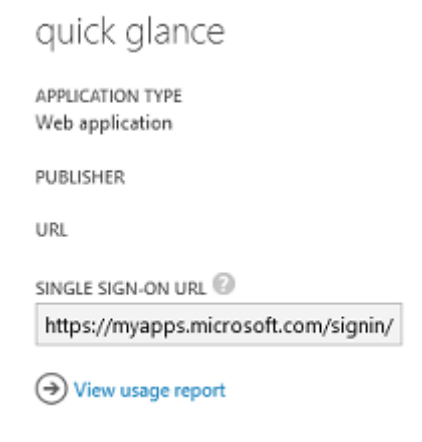 quick glance
APPLICATION TYPE
Web application
PUBLISHER
URL
SINGLE SIGN-ON URL ?
https://myapps.microsoft.com/signin/
View usage report